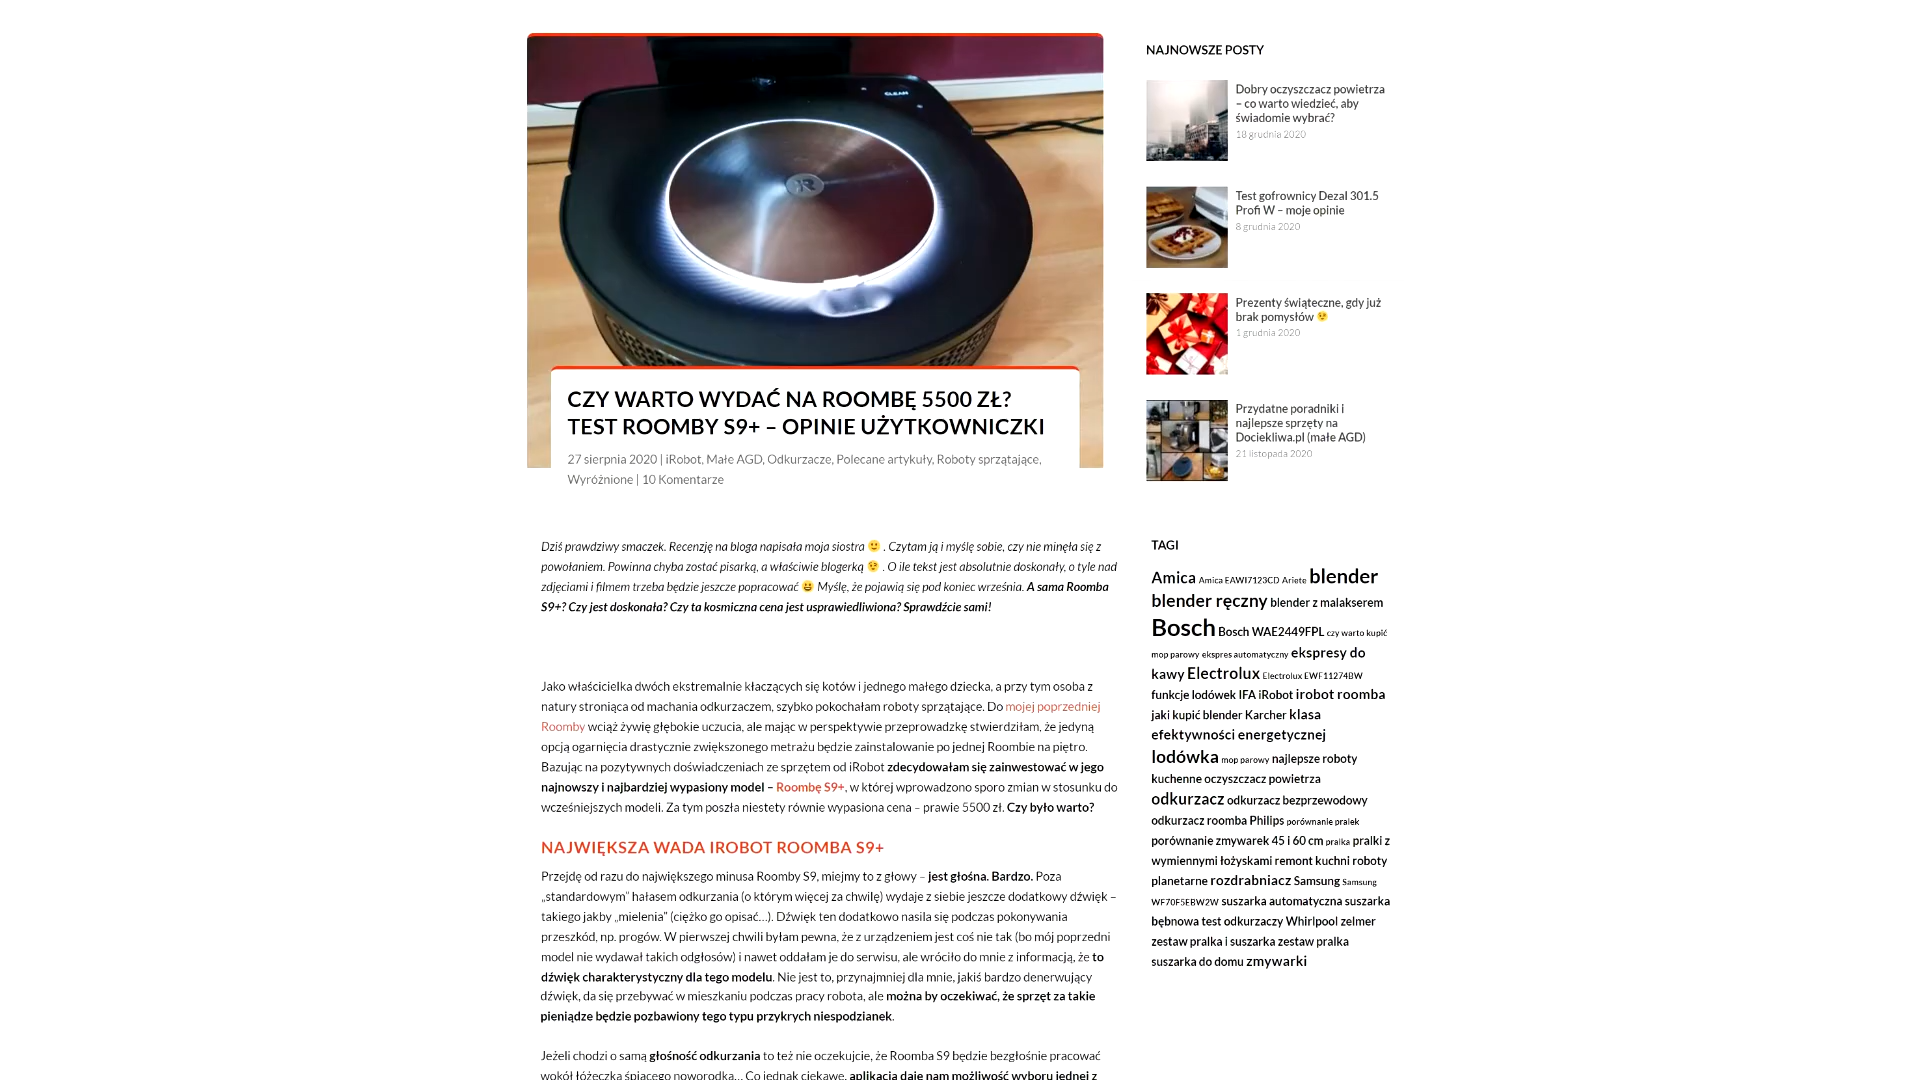 CLEAN
CZY WARTO WYDAĆ NA ROOMBĘ 5500 ZŁ?
TEST ROOMBY S9+ – OPINIE UŻYTKOWNICZKI
27 sierpnia 2020 | iRobot, Małe AGD, Odkurzacze, Polecane artykuły, Roboty sprzątające,
Wyróżnione | 10 Komentarze
Dziś prawdziwy smaczek. Recenzję na bloga napisała moja siostra 🙂 . Czytam ją i myślę sobie, czy nie minęła się z
powołaniem. Powinna chyba zostać pisarką, a właściwie blogerką 😉 . O ile tekst jest absolutnie doskonały, o tyle nad
zdjęciami i filmem trzeba będzie jeszcze popracować 😀 Myślę, że pojawią się pod koniec września. A sama Roomba
S9+? Czy jest doskonała? Czy ta kosmiczna cena jest usprawiedliwiona? Sprawdźcie sami!
Jako właścicielka dwóch ekstremalnie kłaczących się kotów i jednego małego dziecka, a przy tym osoba z
natury stroniąca od machania odkurzaczem, szybko pokochałam roboty sprzątające. Do mojej poprzedniej
Roomby wciąż żywię głębokie uczucia, ale mając w perspektywie przeprowadzkę stwierdziłam, że jedyną
opcją ogarnięcia drastycznie zwiększonego metrażu będzie zainstalowanie po jednej Roombie na piętro.
Bazując na pozytywnych doświadczeniach ze sprzętem od iRobot zdecydowałam się zainwestować w jego
najnowszy i najbardziej wypasiony model – Roombę S9+, w której wprowadzono sporo zmian w stosunku do
wcześniejszych modeli. Za tym poszła niestety równie wypasiona cena – prawie 5500 zł. Czy było warto?
NAJWIĘKSZA WADA IROBOT ROOMBA S9+
Przejdę od razu do największego minusa Roomby S9, miejmy to z głowy – jest głośna. Bardzo. Poza
„standardowym” hałasem odkurzania (o którym więcej za chwilę) wydaje z siebie jeszcze dodatkowy dźwięk –
takiego jakby „mielenia” (ciężko go opisać…). Dźwięk ten dodatkowo nasila się podczas pokonywania
przeszkód, np. progów. W pierwszej chwili byłam pewna, że z urządzeniem jest coś nie tak (bo mój poprzedni
model nie wydawał takich odgłosów) i nawet oddałam je do serwisu, ale wróciło do mnie z informacją, że to
dźwięk charakterystyczny dla tego modelu. Nie jest to, przynajmniej dla mnie, jakiś bardzo denerwujący
dźwięk, da się przebywać w mieszkaniu podczas pracy robota, ale można by oczekiwać, że sprzęt za takie
pieniądze będzie pozbawiony tego typu przykrych niespodzianek.
Jeżeli chodzi o samą głośność odkurzania to też nie oczekujcie, że Roomba S9 będzie bezgłośnie pracować
wokół łóżeczka śpiącego noworodka… Co jednak ciekawe, aplikacja daje nam możliwość wyboru jednej z
NAJNOWSZE POSTY
Dobry oczyszczacz powietrza
– co warto wiedzieć, aby
świadomie wybrać?
18 grudnia 2020
Test gofrownicy Dezal 301.5
Profi W – moje opinie
8 grudnia 2020
Prezenty świąteczne, gdy już
brak pomysłów 😉
1 grudnia 2020
Przydatne poradniki i
najlepsze sprzęty na
Dociekliwa.pl (małe AGD)
21 listopada 2020
TAGI
Amica Amica EAWI7123CD Ariete blender
blender ręczny blender z malakserem
Bosch Bosch WAE2449FPL czy warto kupić
mop parowy ekspres automatyczny ekspresy do
kawy Electrolux Electrolux EWF11274BW
funkcje lodówek IFA iRobot irobot roomba
jaki kupić blender Karcher klasa
efektywności energetycznej
lodówka mop parowy najlepsze roboty
kuchenne oczyszczacz powietrza
odkurzacz odkurzacz bezprzewodowy
odkurzacz roomba Philips porównanie pralek
porównanie zmywarek 45 i 60 cm pralka pralki z
wymiennymi łożyskami remont kuchni roboty
planetarne rozdrabniacz Samsung Samsung
WF70F5EBW2W suszarka automatyczna suszarka
bębnowa test odkurzaczy Whirlpool zelmer
zestaw pralka i suszarka zestaw pralka
suszarka do domu zmywarki